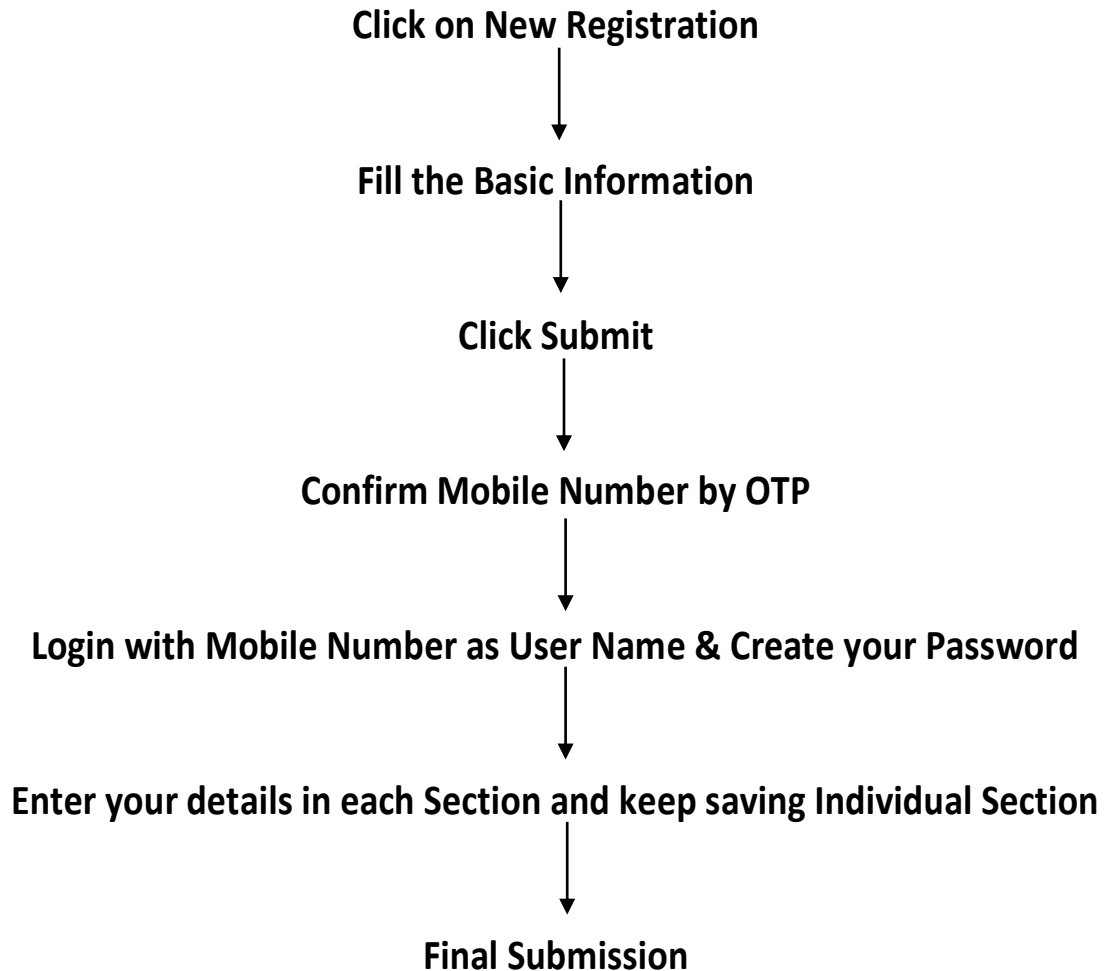 Click on New Registration
Fill the Basic Information
Click Submit
Confirm Mobile Number by OTP
Login with Mobile Number as User Name & Create your Password
Enter your details in each Section and keep saving Individual Section
Final Submission